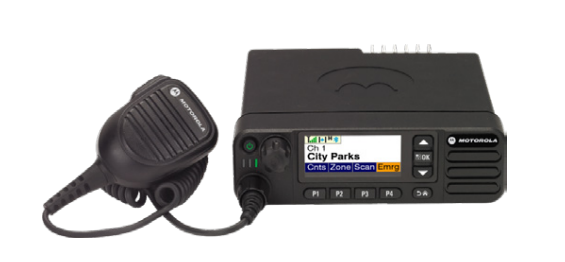 MOTOROLA
Ch 1
City Parks
Cnts Zone Scan Emrg
OK
MOTOROLA
P1 P2 P3 P4